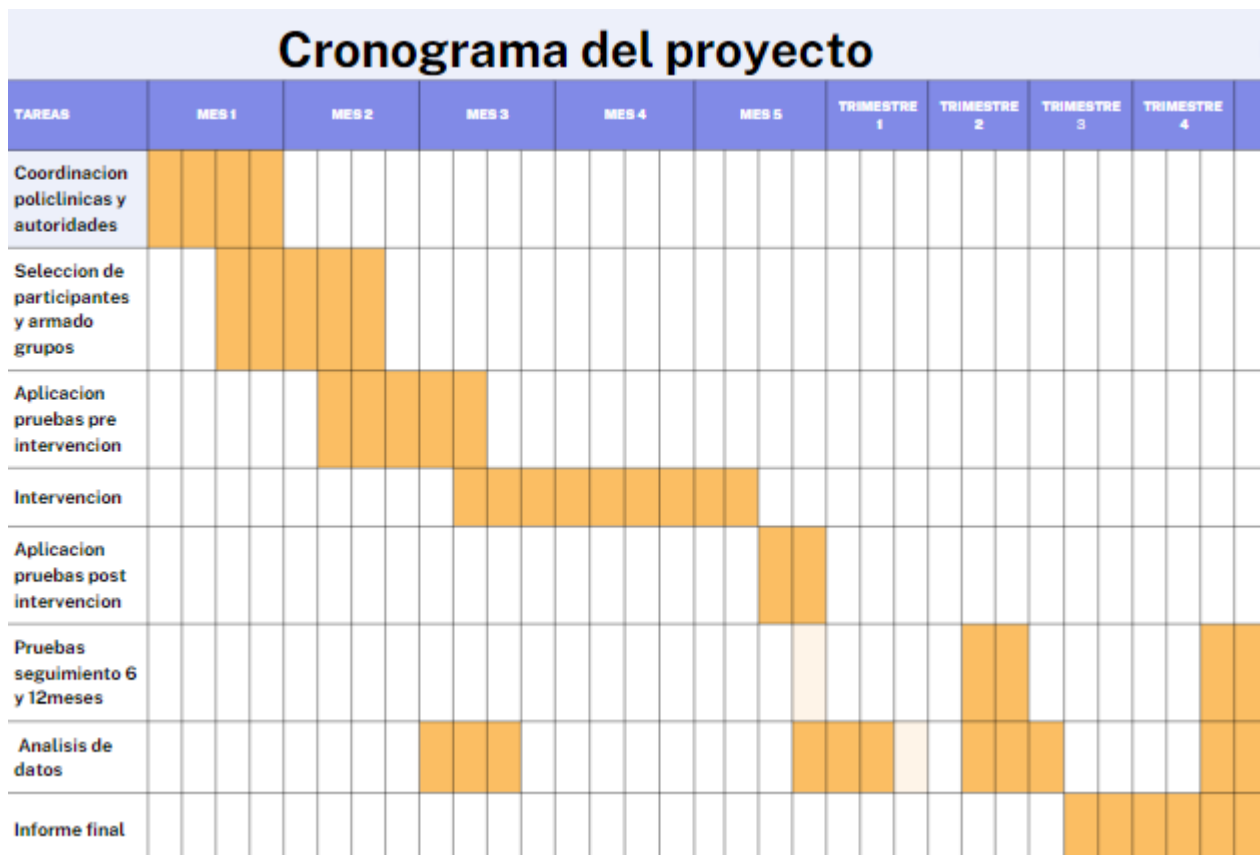 Cronograma del proyecto
TAREAS
MES 1
MES 2
MES 3
MES 4
MES 5
TRIMESTRE
1
TRIMESTRE
2
TRIMESTRE
3
TRIMESTRE
4
Coordinacion
policlinicas y
autoridades
Seleccion de
participantes
y armado
grupos
Aplicacion
pruebas pre
intervencion
Intervencion
Aplicacion
pruebas post
intervencion
Pruebas
seguimiento 6
y 12meses
Analisis de
datos
Informe final